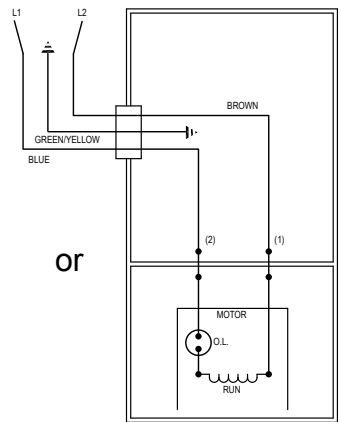 L1 L2
BROWN
GREEN/YELLOW
BLUE
(2) (1)
or
MOTOR
O.L.
RUN